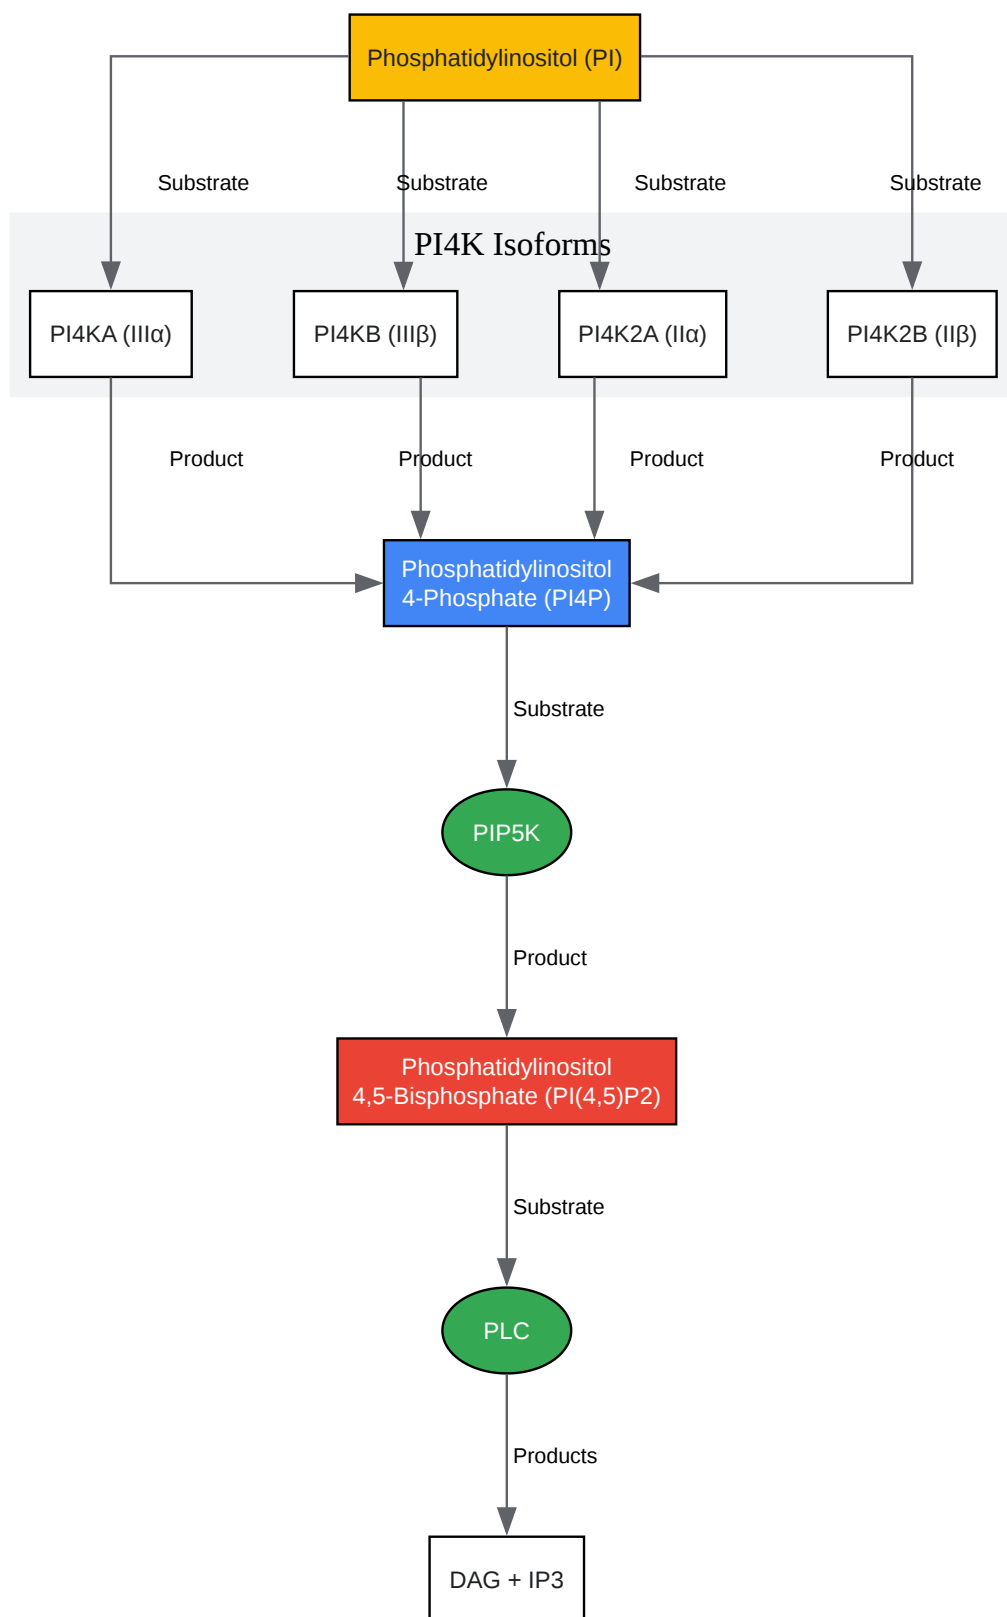 Phosphatidylinositol (PI)
Substrate
Substrate
Substrate
Substrate
PI4K Isoforms
PI4KA (IIIα)
PI4KB (IIIβ)
PI4K2A (IIα)
PI4K2B (IIβ)
Product
Product
Product
Product
Phosphatidylinositol
4-Phosphate (PI4P)
Substrate
PIP5K
Product
Phosphatidylinositol
4,5-Bisphosphate (PI(4,5)P2)
Substrate
PLC
Products
DAG + IP3